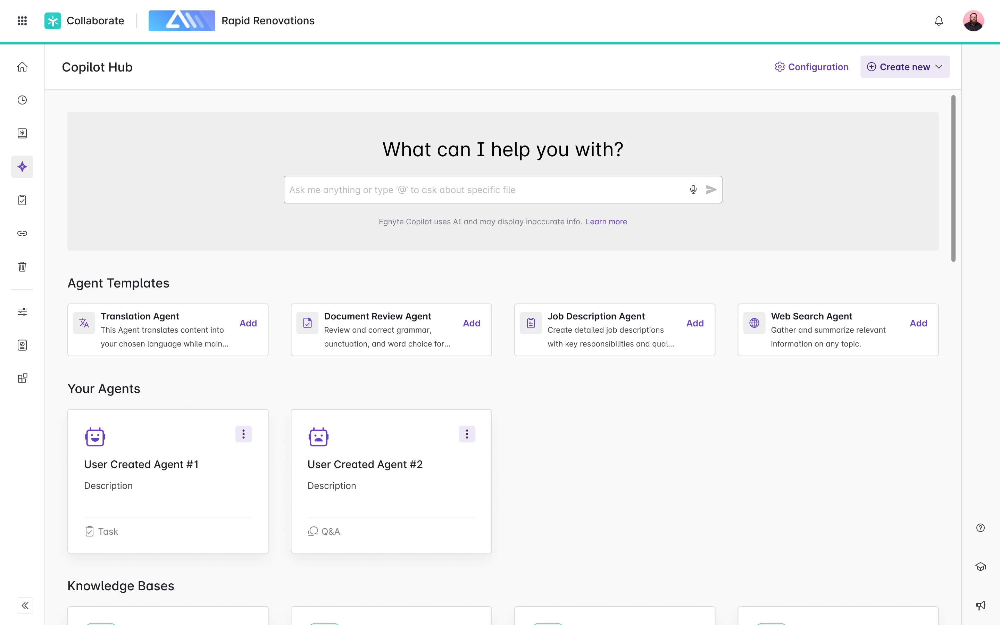 Collaborate
Rapid Renovations
Copilot Hub
Configuration
Create new
What can I help you with?
Ask me anything or type ‘@’ to ask about specific file
Egnyte Copilot uses AI and may display inaccurate info. Learn more
Agent Templates
Translation Agent
This Agent translates content into
your chosen language while main...
Add
Document Review Agent
Review and correct grammar,
punctuation, and word choice for...
Add
Job Description Agent
Create detailed job descriptions
with key responsibilities and qual...
Add
Web Search Agent
Gather and summarize relevant
information on any topic.
Add
Your Agents
User Created Agent #1
Description
Task
User Created Agent #2
Description
Q&A
Knowledge Bases